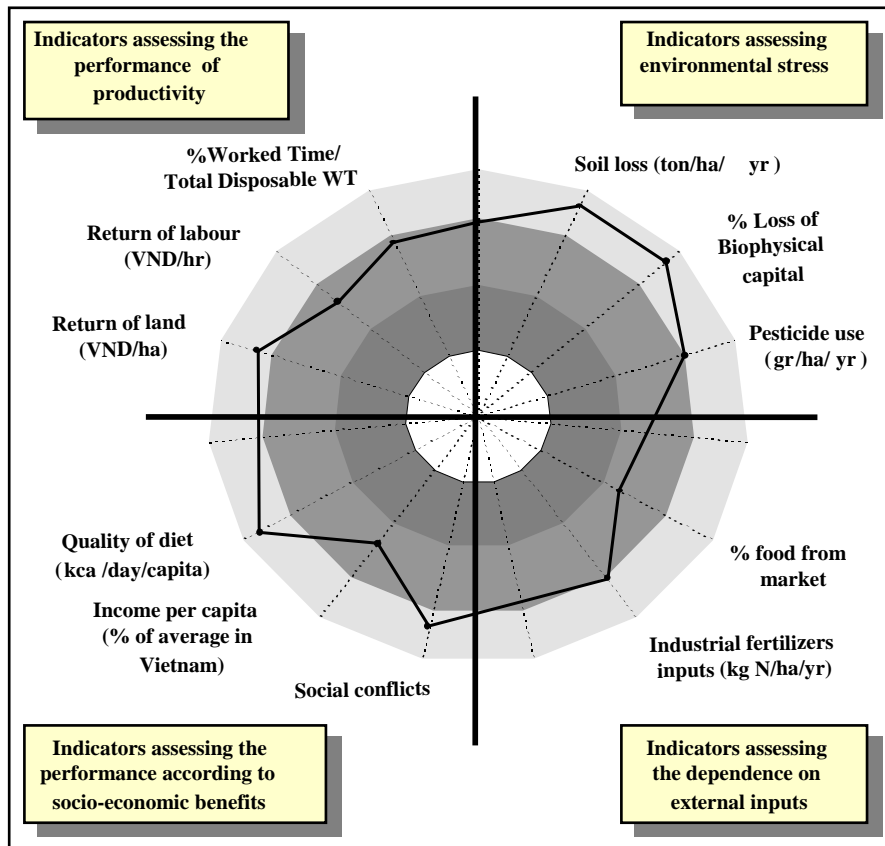 Indicators assessing the
performance of
productivity
Indicators assessing
environmental stress
%Worked Time/
Total Disposable WT
Soil loss (ton/ha/ yr )
Return of labour
(VND/hr)
% Loss of
Biophysical
capital
Return of land
(VND/ha)
Pesticide use
(gr/ha/ yr )
Quality of diet
(kca /day/capita)
% food from
market
Income per capita
(% of average in
Vietnam)
Industrial fertilizers
inputs (kg N/ha/yr)
Social conflicts
Indicators assessing the
performance according to
socio-economic benefits
Indicators assessing
the dependence on
external inputs